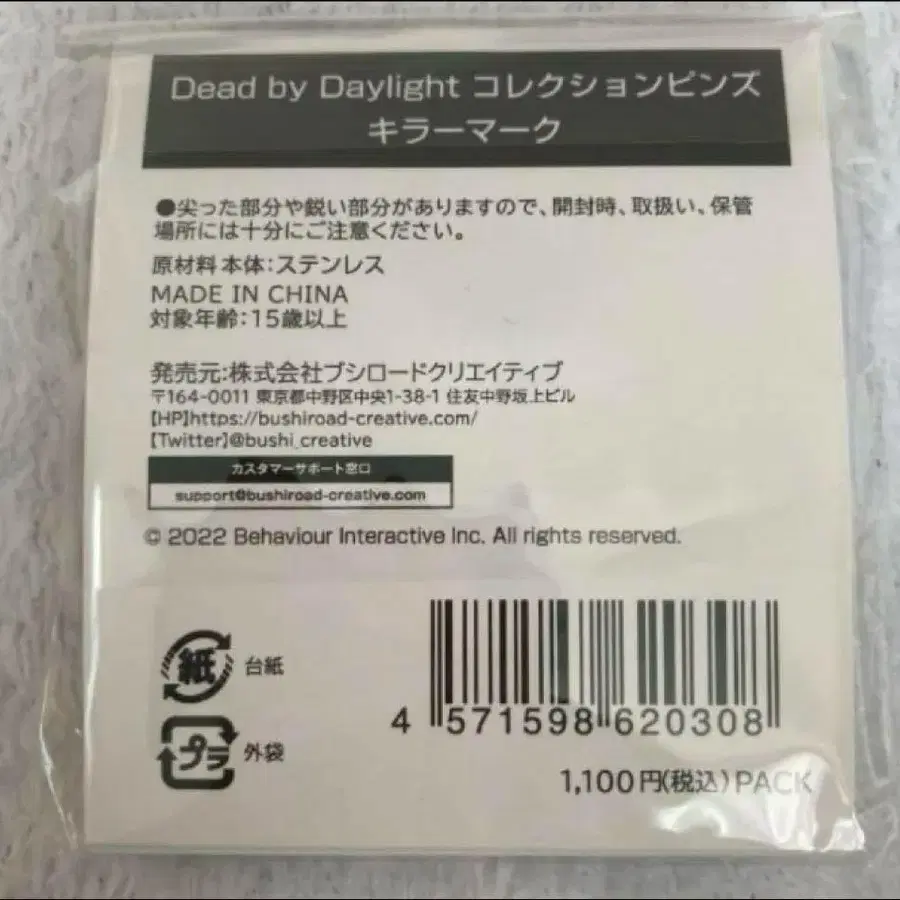 Dead by Daylight コレクションピンズ
キラーマーク
●尖った部分や鋭い部分がありますので、開封時、取扱い、保管
場所には十分にご注意ください。
原材料 本体:ステンレス
MADE IN CHINA
対象年齢:15歳以上
発売元:株式会社ブシロードクリエイティブ
〒164-0011 東京都中野区中央1-38-1 住友中野坂上ビル
【HP】https://bushiroad-creative.com/
【Twitter】@bushi_creative
カスタマーサポート窓口
support@bushiroad-creative.com
© 2022 Behaviour Interactive Inc. All rights reserved.
紙 台紙
プラ 外袋
4 571598 620308
1,100円(税込) PACK